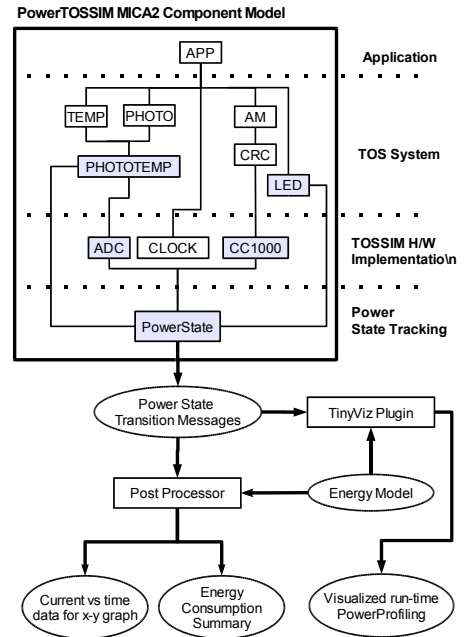 PowerTOSSIM MICA2 Component Model
APP
Application
TEMP
PHOTO
AM
CRC
PHOTOTEMP
LED
TOS System
ADC
CLOCK
CC1000
TOSSIM H/W
Implementatio\n
PowerState
Power
State Tracking
Power State
Transition Messages
TinyViz Plugin
Post Processor
Energy Model
Current vs time
data for x-y graph
Energy
Consumption
Summary
Visualized run-time
PowerProfiling